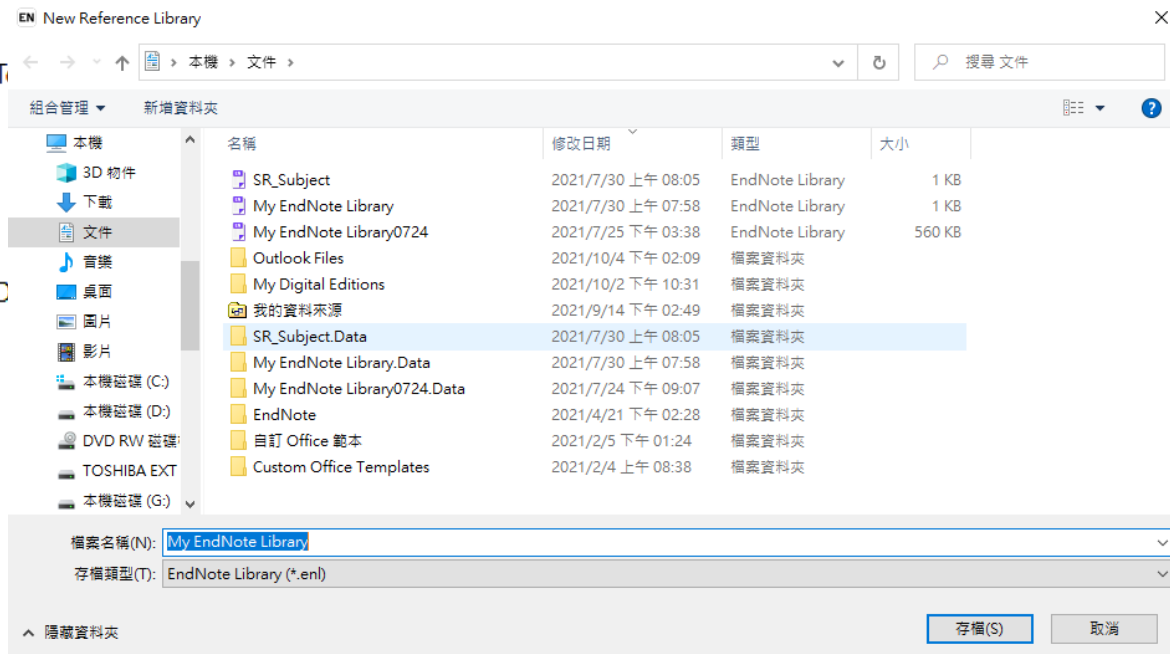 EN New Reference Library
本機 › 文件 ›
搜尋 文件
組合管理
新增資料夾
本機
3D 物件
下載
文件
音樂
桌面
圖片
影片
本機磁碟 (C:)
本機磁碟 (D:)
DVD RW 磁碟
TOSHIBA EXT
本機磁碟 (G:)
名稱 修改日期 類型 大小
SR_Subject 2021/7/30 上午 08:05 EndNote Library 1 KB
My EndNote Library 2021/7/30 上午 07:58 EndNote Library 1 KB
My EndNote Library0724 2021/7/25 下午 03:38 EndNote Library 560 KB
Outlook Files 2021/10/4 下午 02:09 檔案資料夾
My Digital Editions 2021/10/2 下午 10:31 檔案資料夾
我的資料來源 2021/9/14 下午 02:49 檔案資料夾
SR_Subject.Data 2021/7/30 上午 08:05 檔案資料夾
My EndNote Library.Data 2021/7/30 上午 07:58 檔案資料夾
My EndNote Library0724.Data 2021/7/24 下午 09:07 檔案資料夾
EndNote 2021/4/21 下午 02:28 檔案資料夾
自訂 Office 範本 2021/2/5 下午 01:24 檔案資料夾
Custom Office Templates 2021/2/4 上午 08:38 檔案資料夾
檔案名稱(N): My EndNote Library
存檔類型(T): EndNote Library (*.enl)
隱藏資料夾
存檔(S)
取消